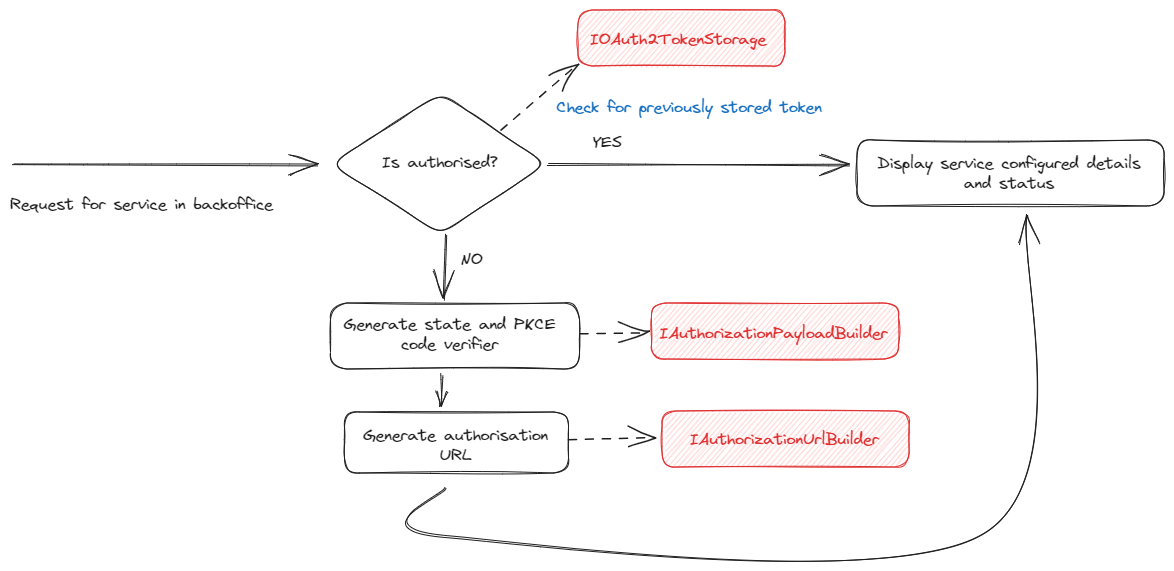 IOAuth2TokenStorage
Check for previously stored token
YES
Is authorised?
Display service configured details
and status
Request for service in backoffice
NO
Generate state and PKCE
code verifier
IAuthorizationPayloadBuilder
Generate authorisation
URL
IAuthorizationUrlBuilder